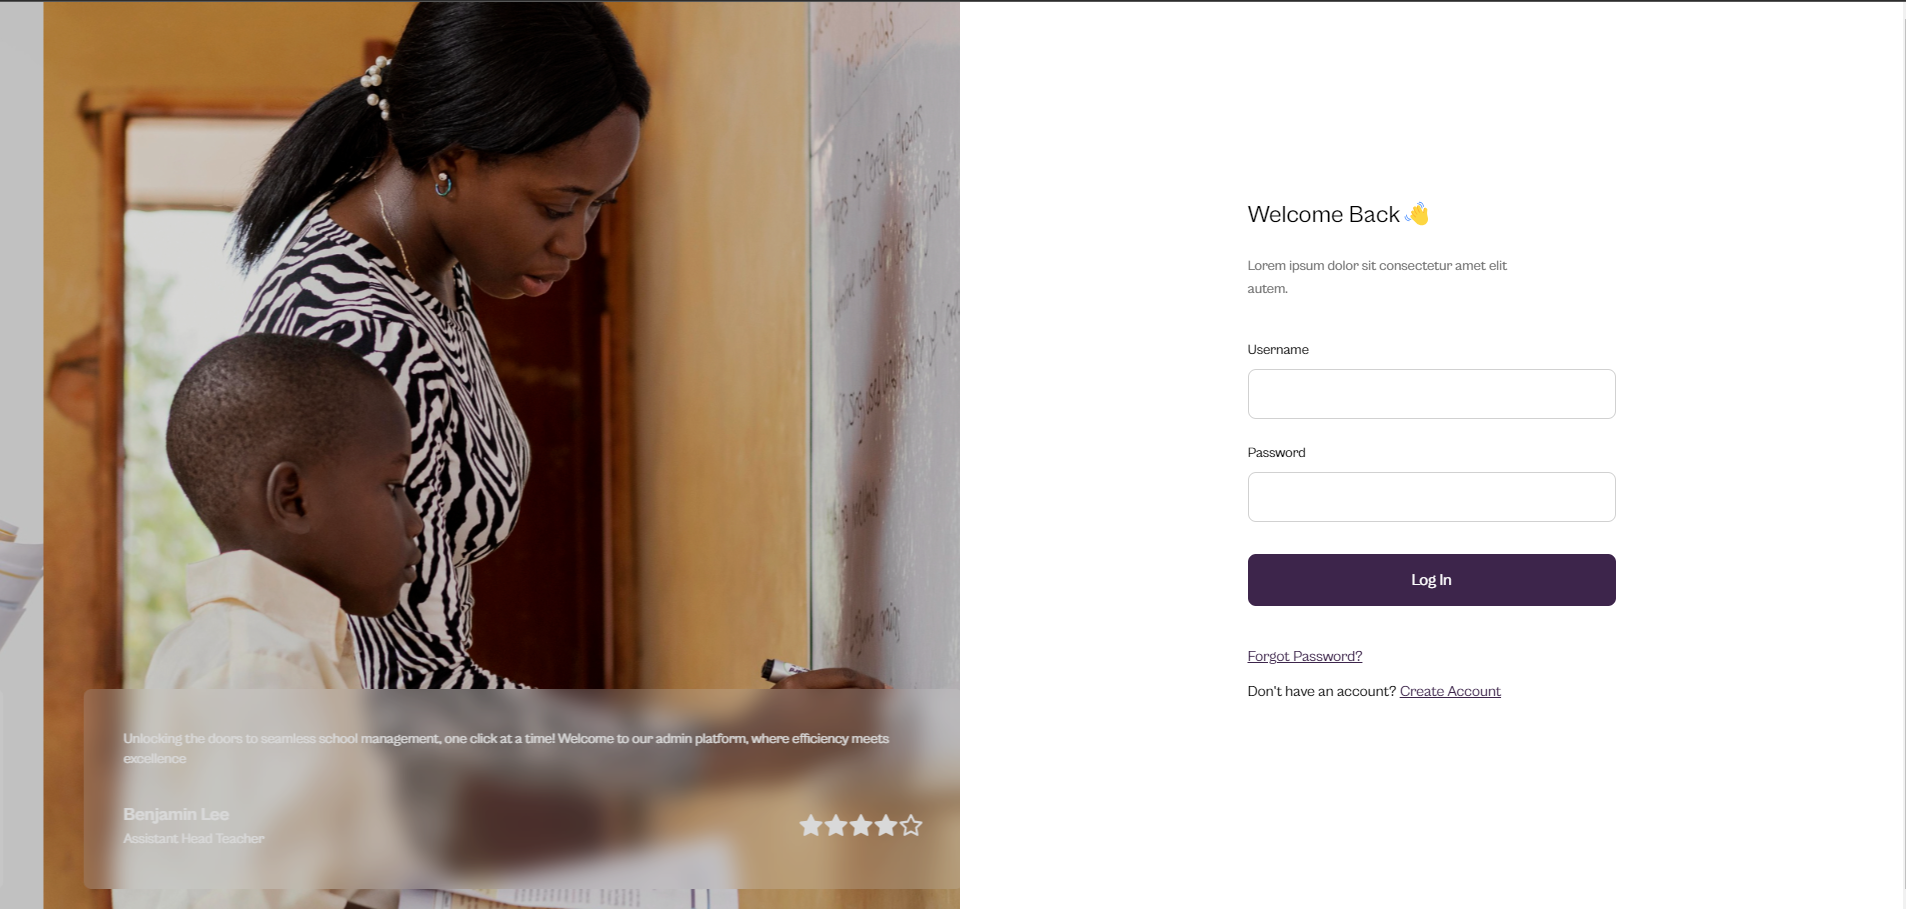 Welcome Back 👋
Lorem ipsum dolor sit consectetur amet elit
autem.
Username
Password
Log In
Forgot Password?
Don't have an account? Create Account
Unlocking the doors to seamless school management, one click at a time! Welcome to our admin platform, where efficiency meets
excellence
Benjamin Lee
Assistant Head Teacher